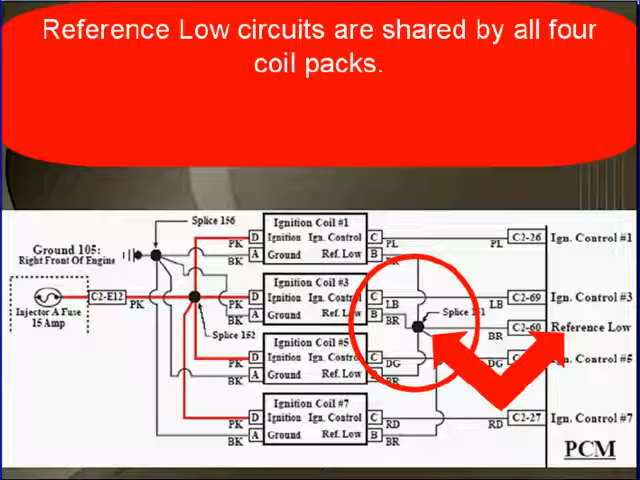 Reference Low circuits are shared by all four
coil packs.
Splice 156
Ground 105:
Right Front Of Engine
Injector A Fuse
15 Amp
C2-E12
PK
Splice 152
Ignition Coil #1
D Ignition Ign. Control C
A Ground Ref. Low B
PK
BK
PL
PL
C2-26
Ign. Control #1
Ignition Coil #3
D Ignition Ign. Control C
A Ground Ref. Low B
PK
BK
LB
BR
LB
C2-69
Ign. Control #3
BR
C2-60
Reference Low
Ignition Coil #5
D Ignition Ign. Control C
A Ground Ref. Low B
PK
BK
DG
DG
Ign. Control #5
Ignition Coil #7
D Ignition Ign. Control C
A Ground Ref. Low B
PK
BK
RD
BR
RD
C2-27
Ign. Control #7
PCM